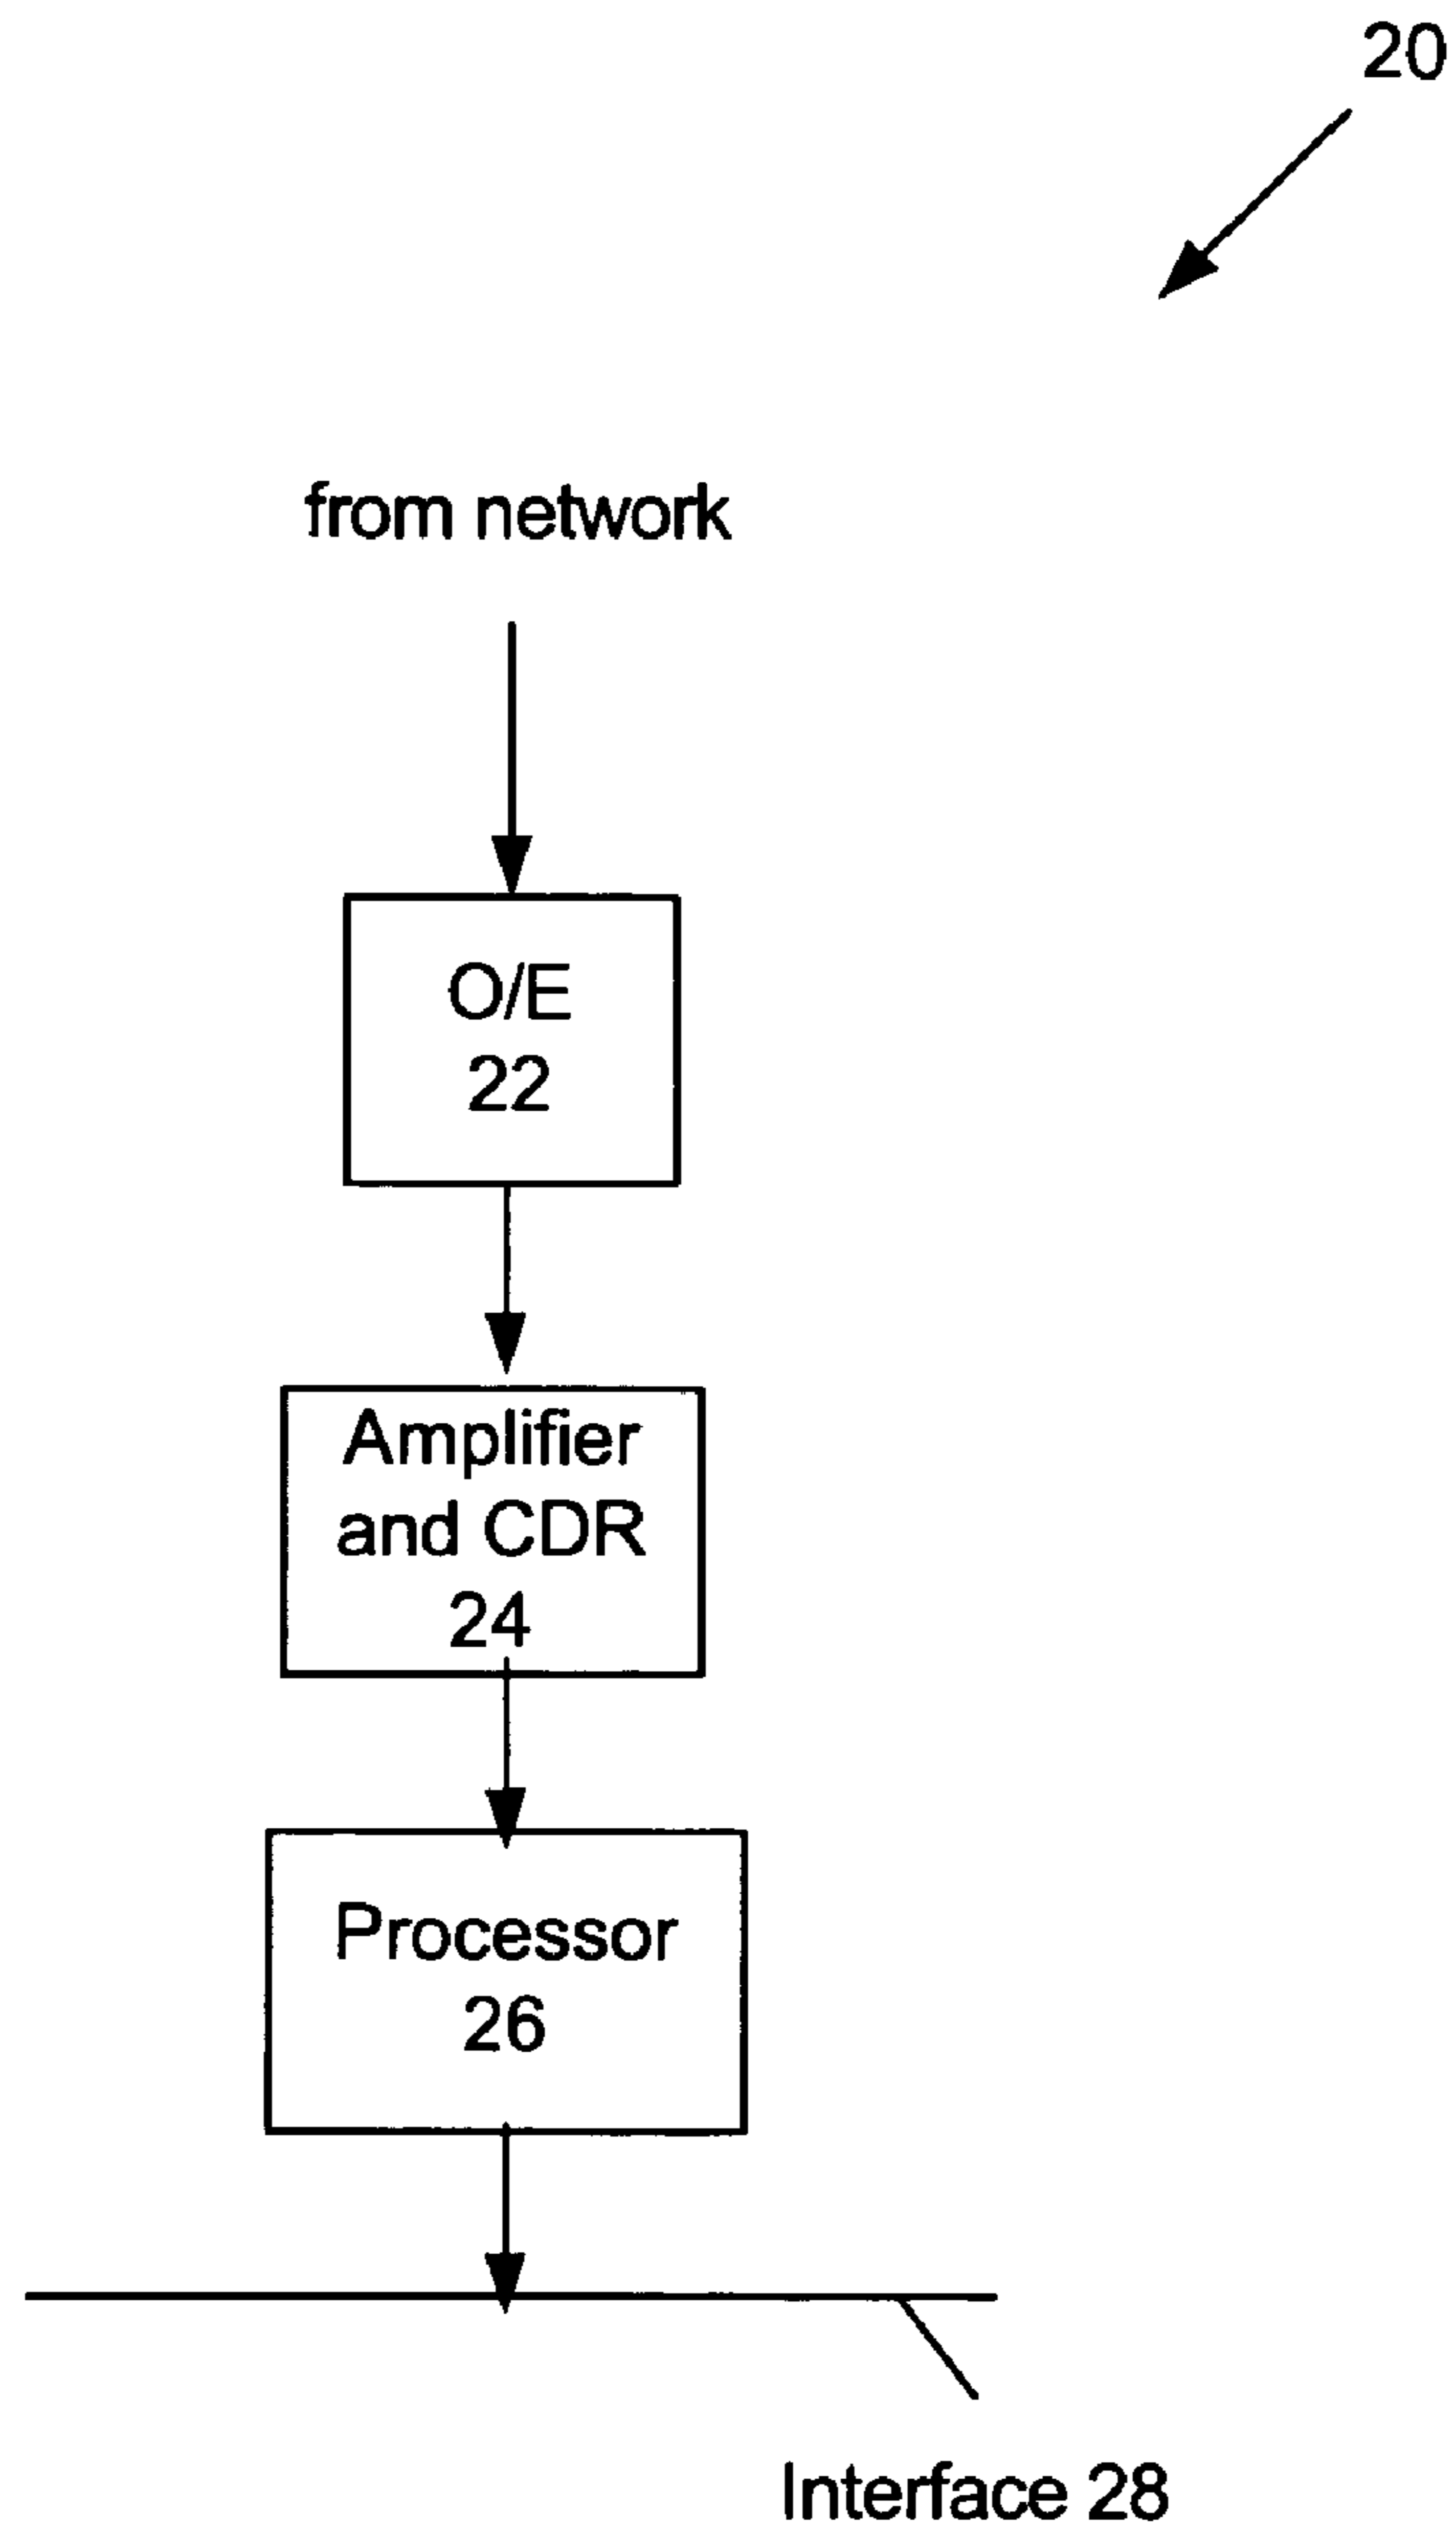 20
from network
O/E
22
Amplifier
and CDR
24
Processor
26
Interface 28